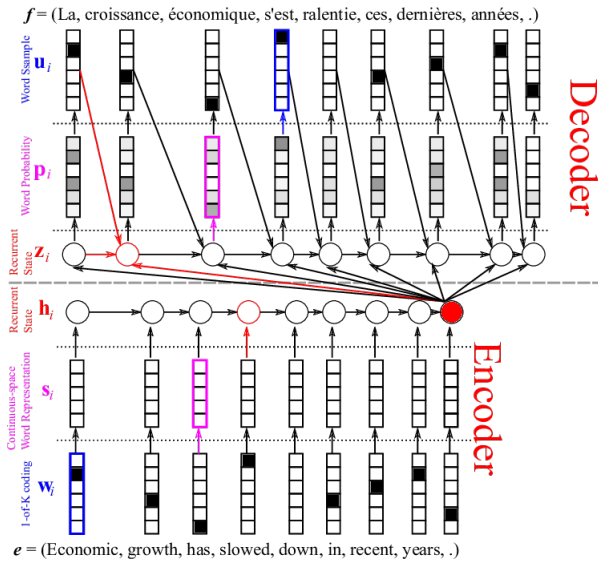 f = (La, croissance, économique, s'est, ralentie, ces, dernières, années, .)
Word Ssample
u_i
Word Probability
p_i
Recurrent
State
z_i
Decoder
Recurrent
State
h_i
Continuous-space
Word Representation
s_i
1-of-K coding
w_i
Encoder
e = (Economic, growth, has, slowed, down, in, recent, years, .)